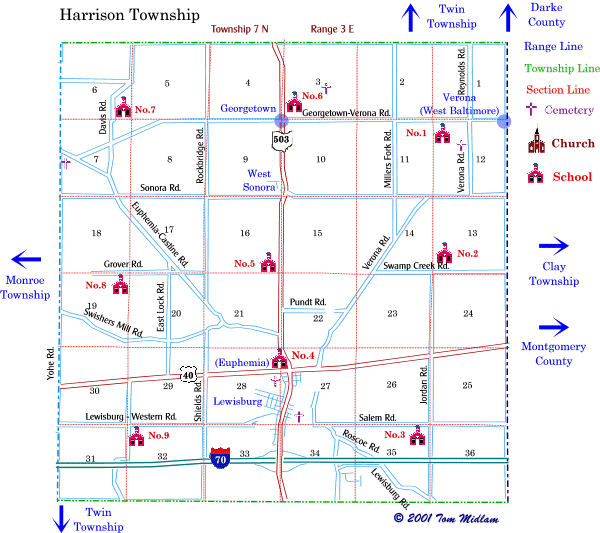 Harrison Township
Township 7 N
Range 3 E
Twin
Township
Darke
County
Range Line
Township Line
Section Line
Cemetery
Church
School
6
5
4
3
2
1
Reynolds Rd.
No.7
No.6
Georgetown
Georgetown-Verona Rd.
Verona
(West Baltimore)
Davis Rd.
No.1
503
7
8
9
10
11
12
Rockbridge Rd.
Millers Fork Rd.
Verona Rd.
West
Sonora
Sonora Rd.
18
17
16
15
14
13
Euphemia-Castine Rd.
Verona Rd.
No.2
No.5
Grover Rd.
Swamp Creek Rd.
Monroe
Township
Clay
Township
No.8
East Lock Rd.
19
20
21
22
23
24
Pundt Rd.
Swishers Mill Rd.
Montgomery
County
Yohe Rd.
(Euphemia)
No.4
40
30
29
28
27
26
25
Shields Rd.
Jordan Rd.
Lewisburg
Lewisburg - Western Rd.
Salem Rd.
No.9
Roscoe Rd.
No.3
31
32
70
33
34
35
36
Lewisburg Rd.
Twin
Township
© 2001 Tom Midlam